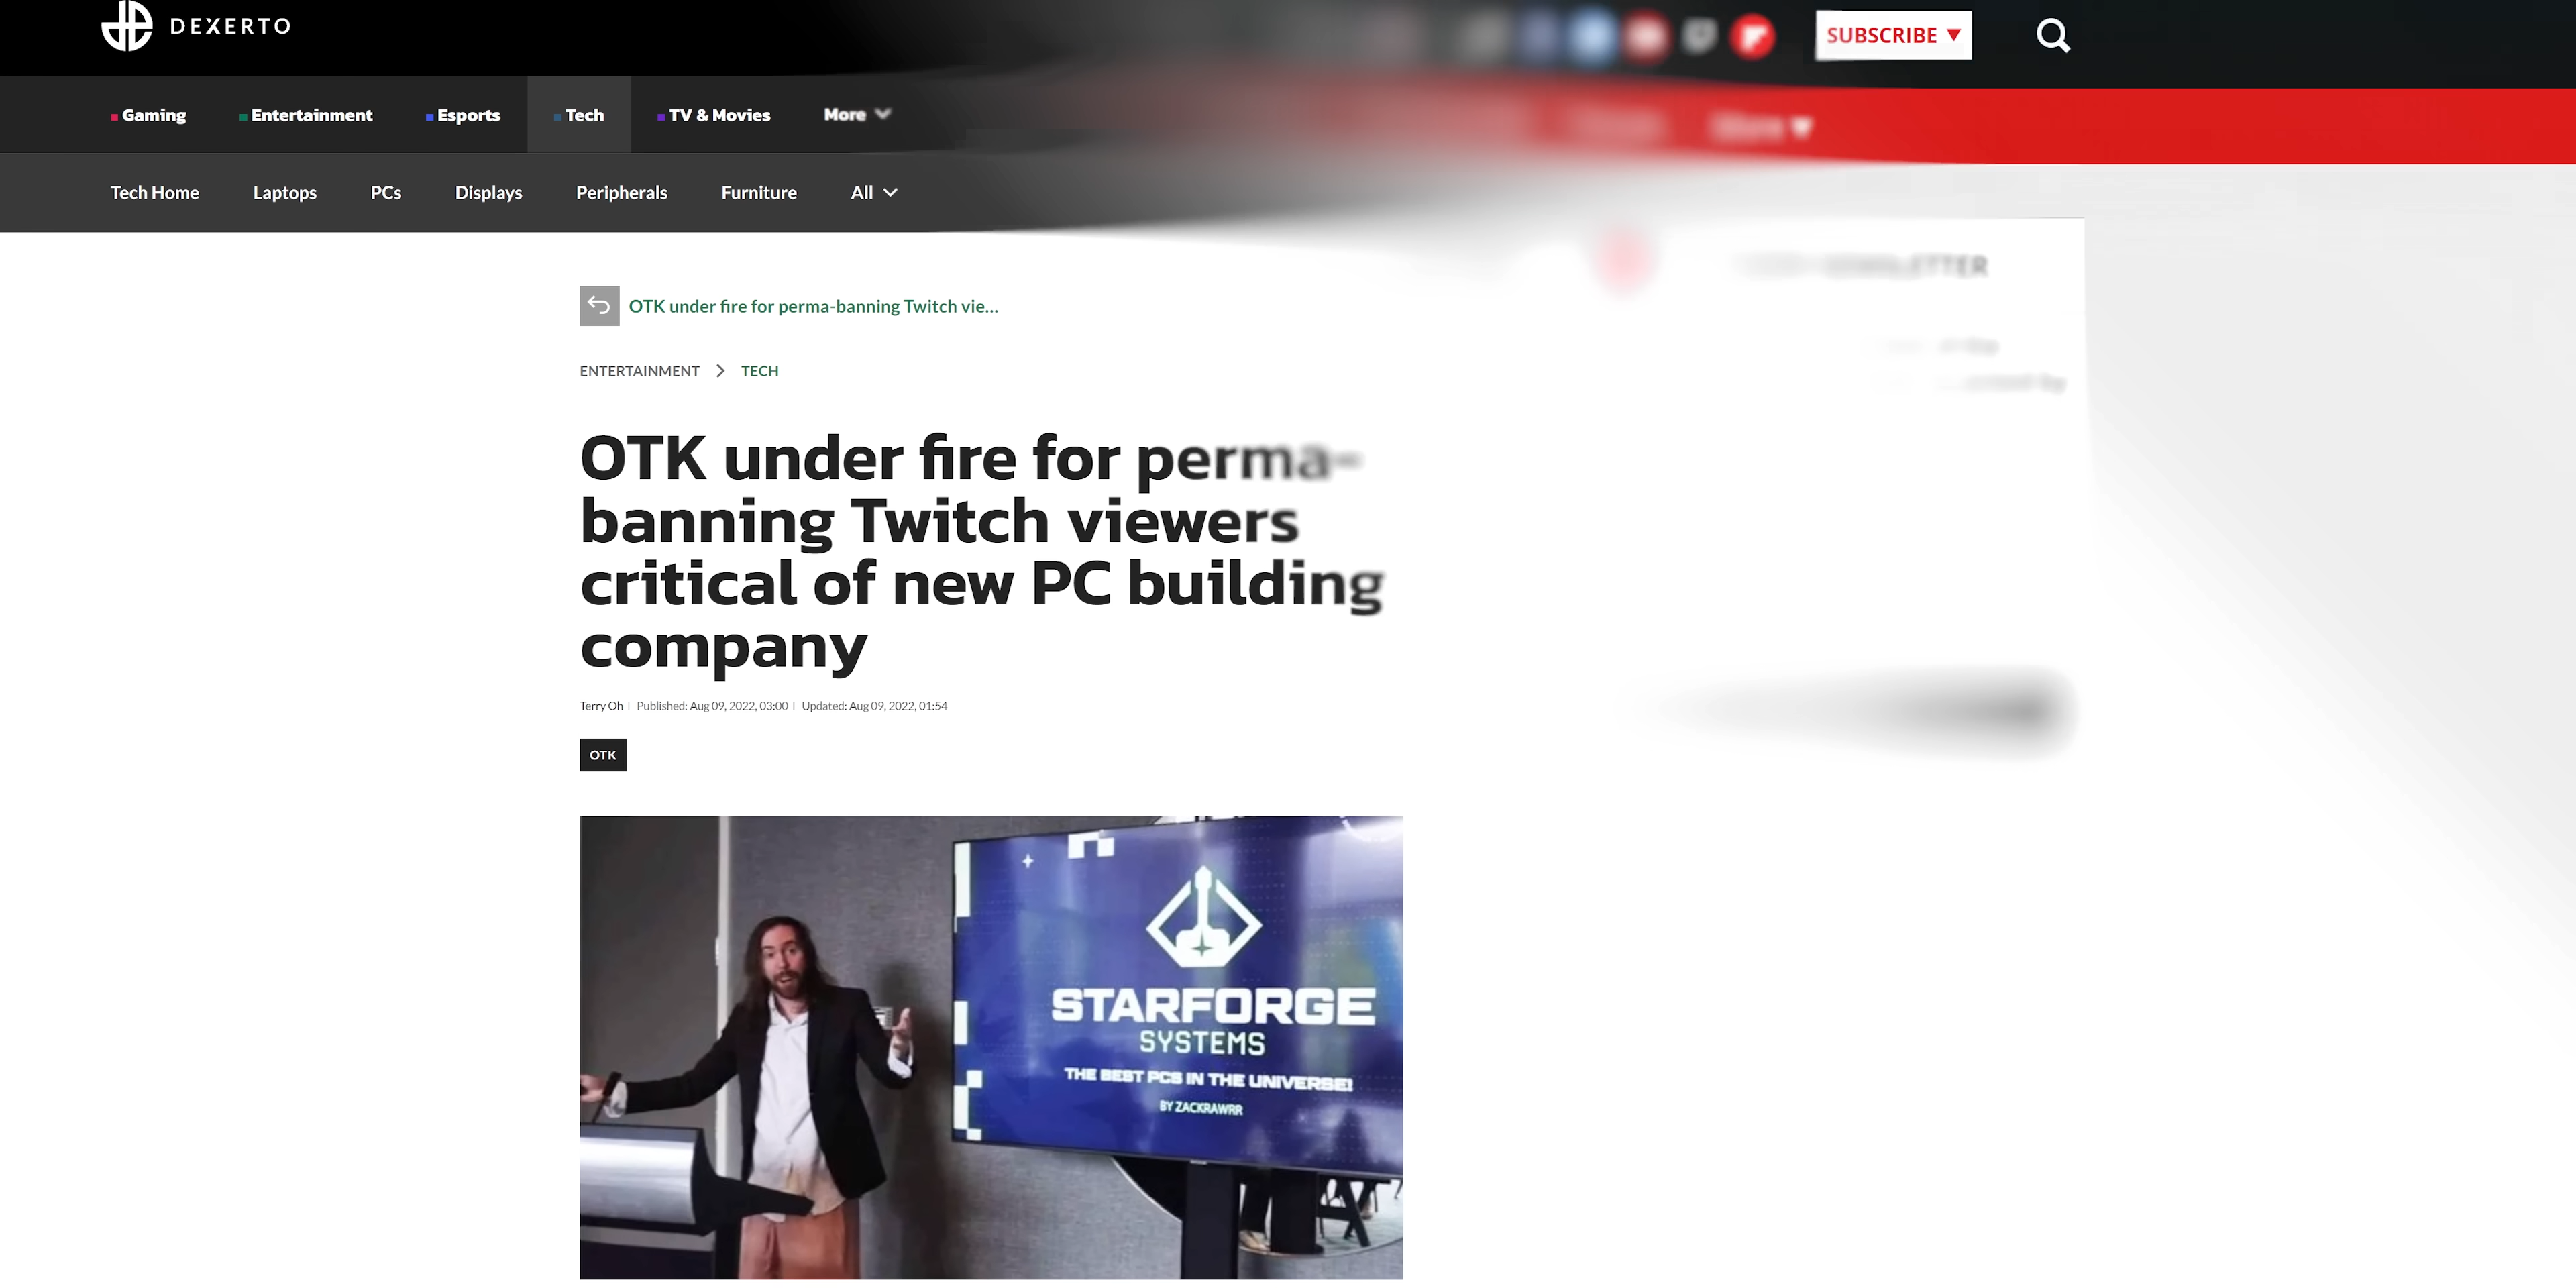 DEXERTO
SUBSCRIBE
Gaming
Entertainment
Esports
Tech
TV & Movies
More
More
Tech Home
Laptops
PCs
Displays
Peripherals
Furniture
All
OTK under fire for perma-banning Twitch vie...
ENTERTAINMENT
TECH
OTK under fire for perma-
banning Twitch viewers
critical of new PC building
company
Terry Oh | Published: Aug 09, 2022, 03:00 | Updated: Aug 09, 2022, 01:54
OTK
STARFORGE
SYSTEMS
THE BEST PCS IN THE UNIVERSE!
BY ZACKRAWRR